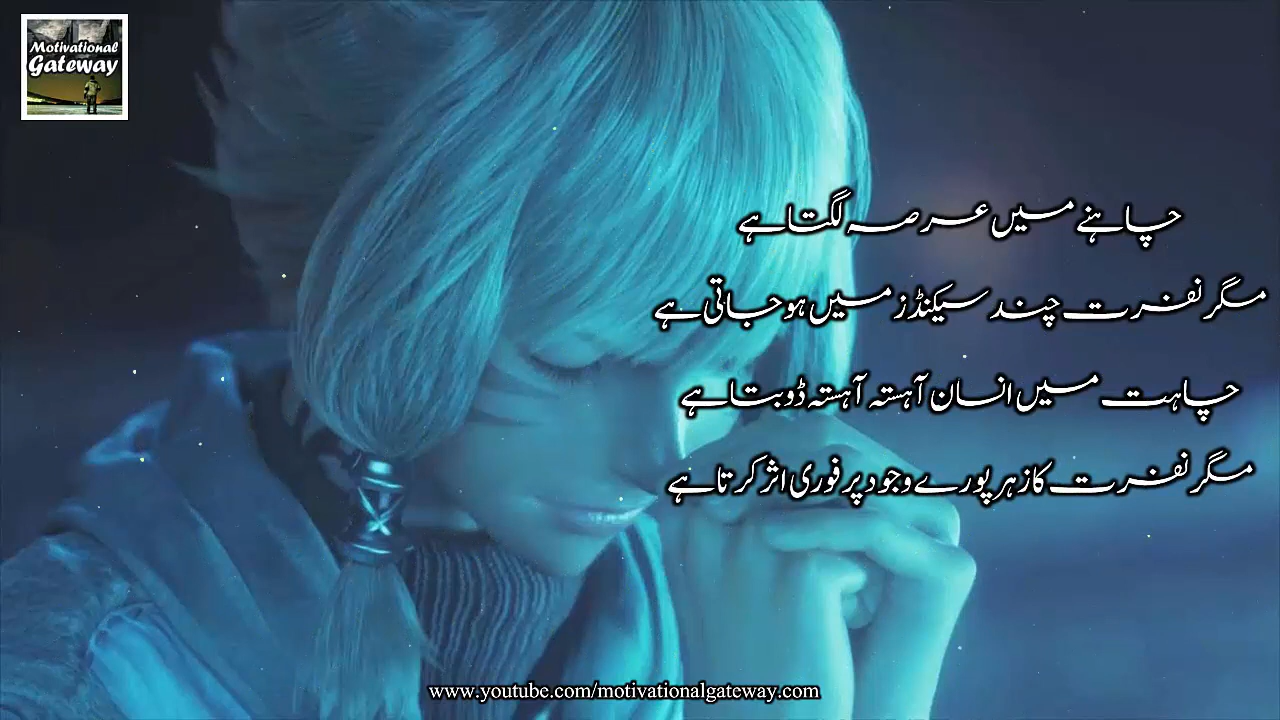 Motivational
Gateway
چاہنے میں عرصہ لگتا ہے
مگر نفرت چند سیکنڈز میں ہو جاتی ہے
چاہت میں انسان آہستہ آہستہ ڈوبتا ہے
مگر نفرت کا زہر پورے وجود پر فوری اثر کرتا ہے
www.youtube.com/motivationalgateway.com